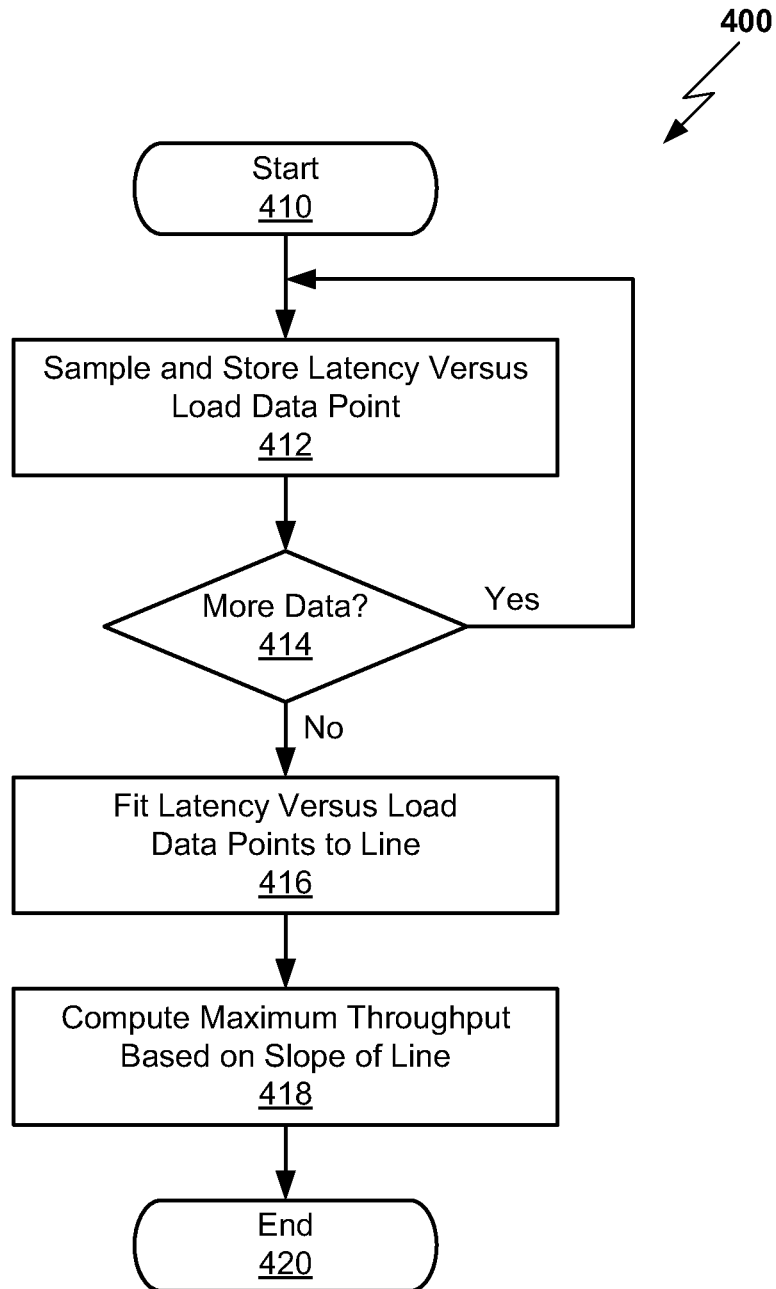 400
Start
410
Sample and Store Latency Versus
Load Data Point
412
More Data?
414
Yes
No
Fit Latency Versus Load
Data Points to Line
416
Compute Maximum Throughput
Based on Slope of Line
418
End
420